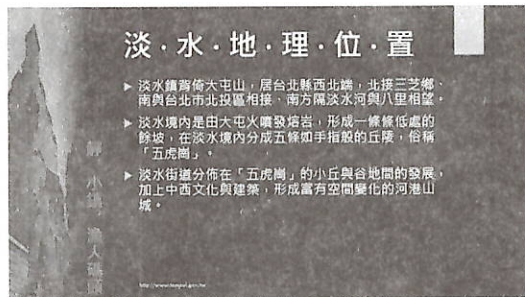 淡·水·地·理·位·置
▶ 淡水鎮背倚大屯山，居台北縣西北端，北接三芝鄉、
南與台北市北投區相接、南方隔淡水河與八里相望。
▶ 淡水境內是由大屯火噴發熔岩，形成一條條低處的
餘坡，在淡水境內分成五條如手指般的丘陵，俗稱
「五虎崗」。
▶ 淡水街道分佈在「五虎崗」的小丘與谷地間的發展，
加上中西文化與建築，形成富有空間變化的河港山
城。
小鎮
漁人碼頭